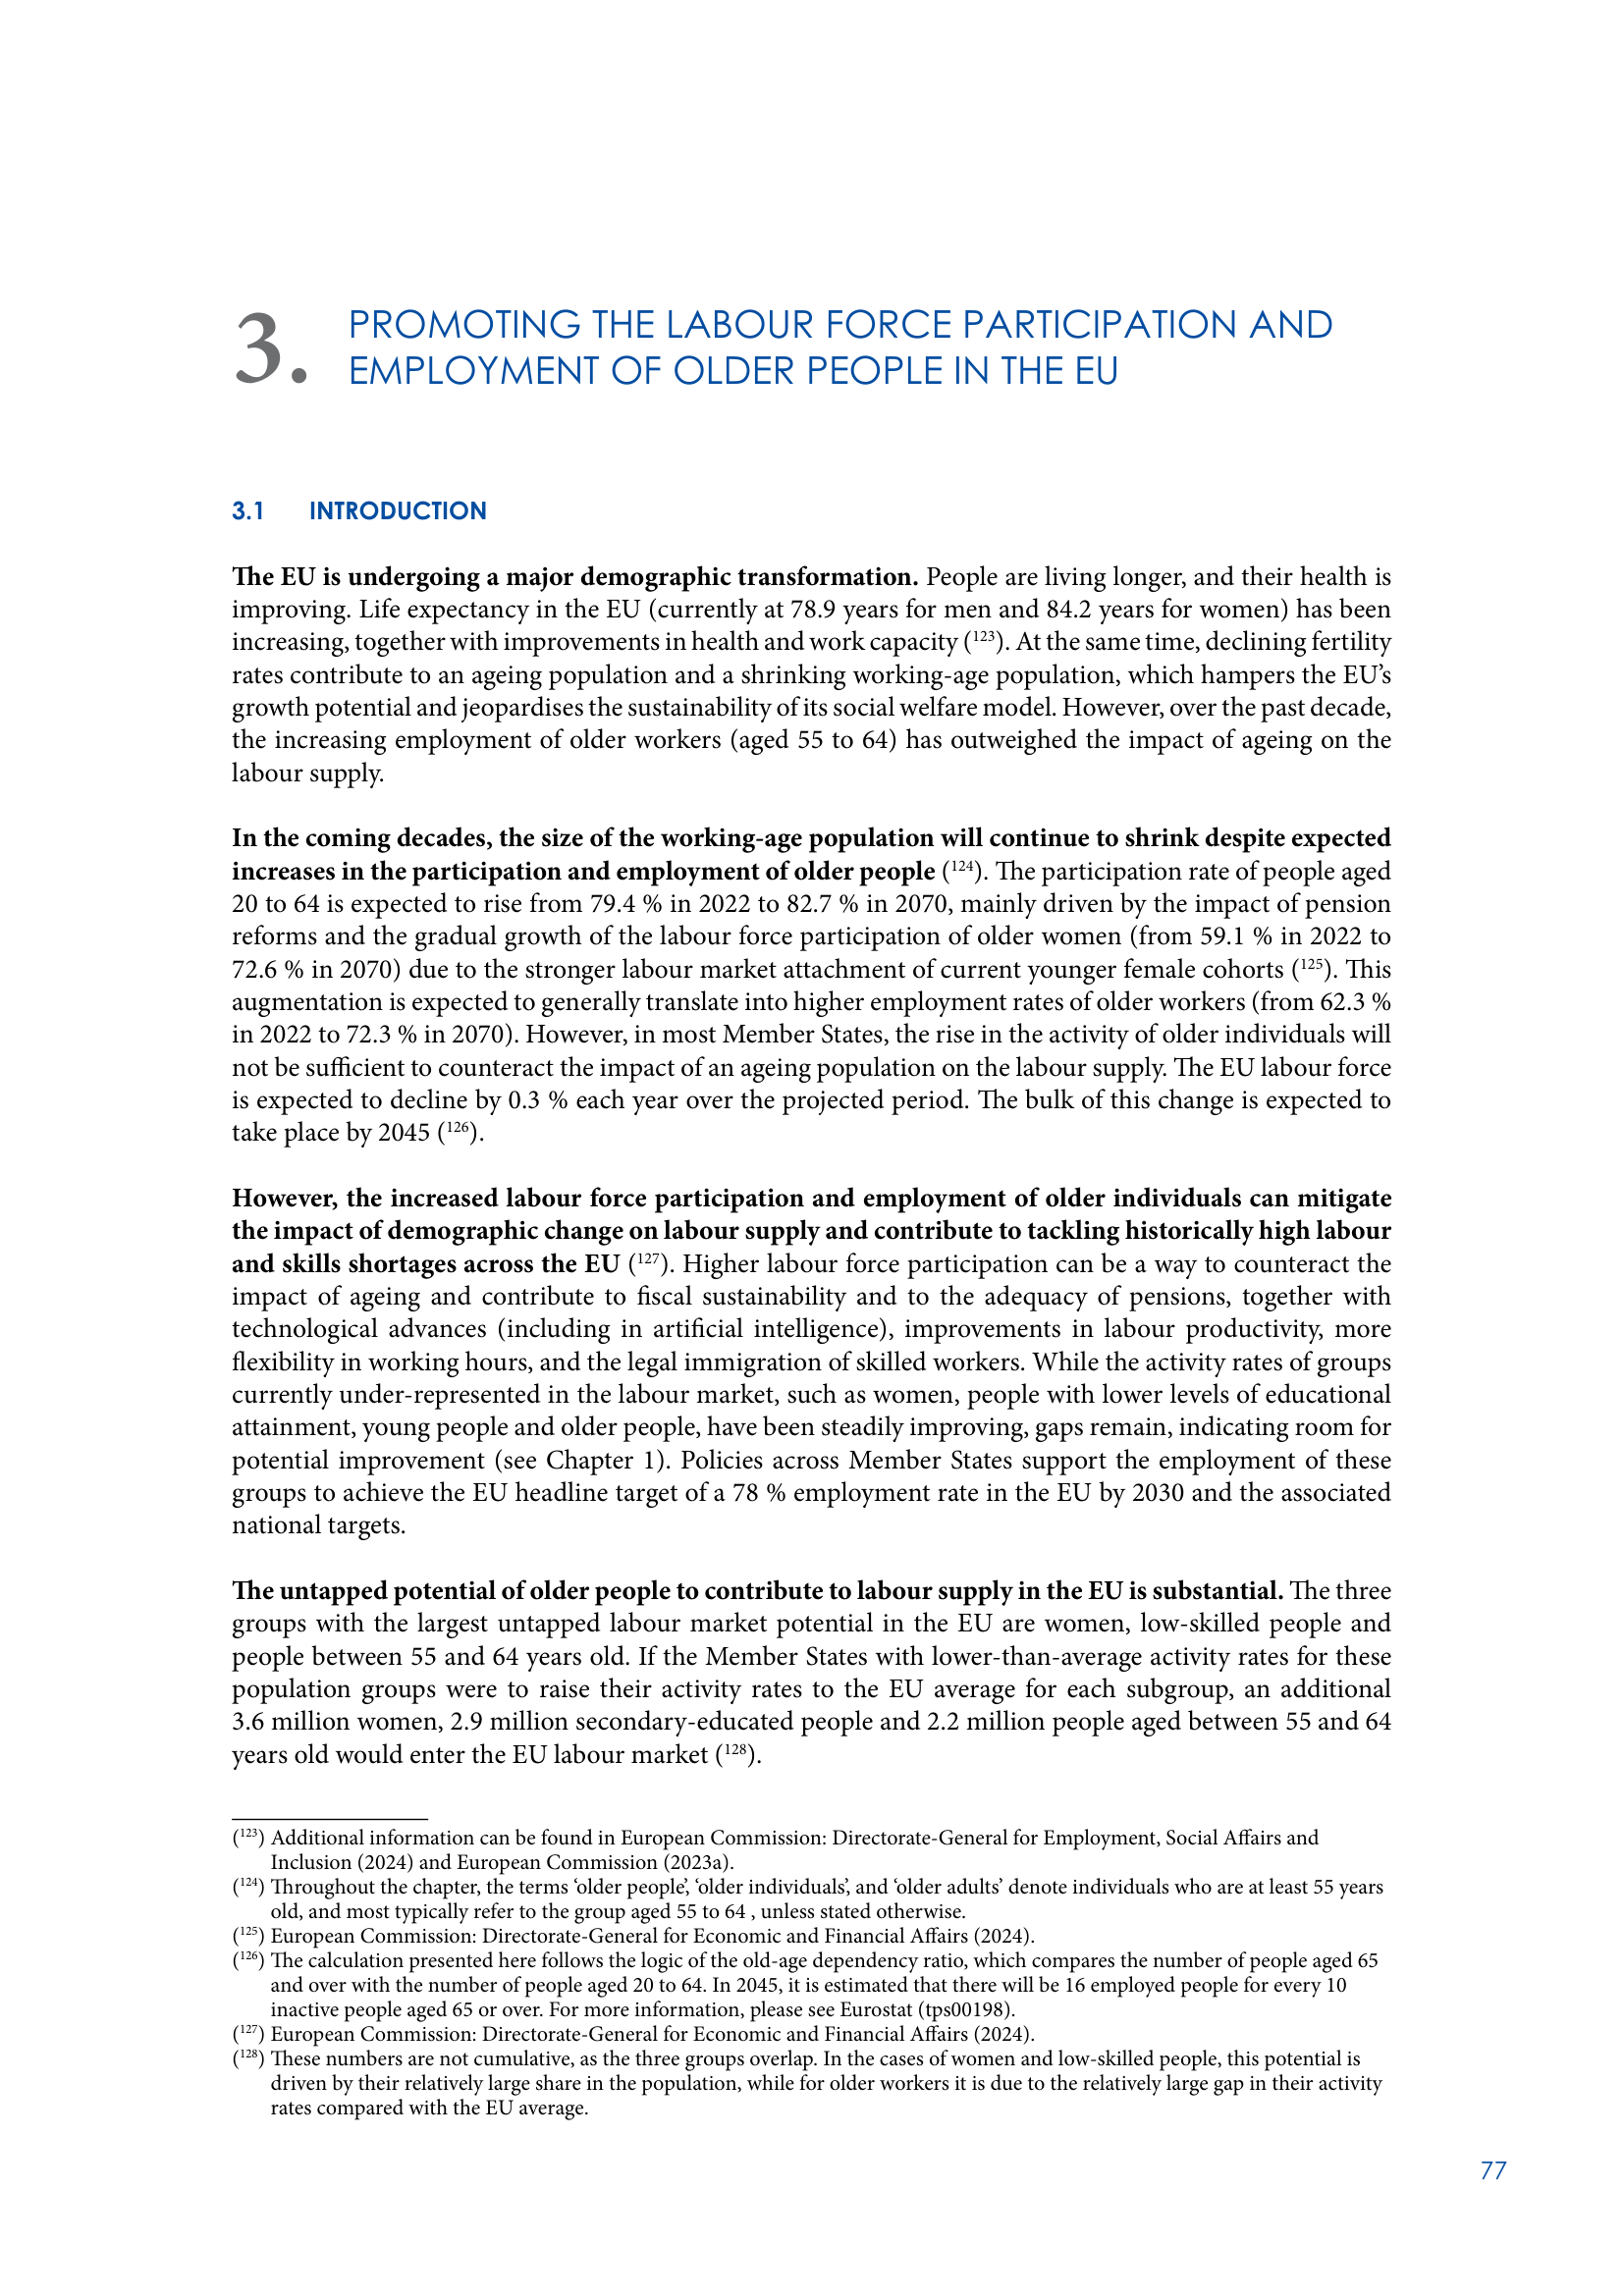 3. PROMOTING THE LABOUR FORCE PARTICIPATION AND
EMPLOYMENT OF OLDER PEOPLE IN THE EU
3.1 INTRODUCTION
The EU is undergoing a major demographic transformation. People are living longer, and their health is
improving. Life expectancy in the EU (currently at 78.9 years for men and 84.2 years for women) has been
increasing, together with improvements in health and work capacity (123). At the same time, declining fertility
rates contribute to an ageing population and a shrinking working-age population, which hampers the EU’s
growth potential and jeopardises the sustainability of its social welfare model. However, over the past decade,
the increasing employment of older workers (aged 55 to 64) has outweighed the impact of ageing on the
labour supply.
In the coming decades, the size of the working-age population will continue to shrink despite expected
increases in the participation and employment of older people (124). The participation rate of people aged
20 to 64 is expected to rise from 79.4 % in 2022 to 82.7 % in 2070, mainly driven by the impact of pension
reforms and the gradual growth of the labour force participation of older women (from 59.1 % in 2022 to
72.6 % in 2070) due to the stronger labour market attachment of current younger female cohorts (125). This
augmentation is expected to generally translate into higher employment rates of older workers (from 62.3 %
in 2022 to 72.3 % in 2070). However, in most Member States, the rise in the activity of older individuals will
not be sufficient to counteract the impact of an ageing population on the labour supply. The EU labour force
is expected to decline by 0.3 % each year over the projected period. The bulk of this change is expected to
take place by 2045 (126).
However, the increased labour force participation and employment of older individuals can mitigate
the impact of demographic change on labour supply and contribute to tackling historically high labour
and skills shortages across the EU (127). Higher labour force participation can be a way to counteract the
impact of ageing and contribute to fiscal sustainability and to the adequacy of pensions, together with
technological advances (including in artificial intelligence), improvements in labour productivity, more
flexibility in working hours, and the legal immigration of skilled workers. While the activity rates of groups
currently under-represented in the labour market, such as women, people with lower levels of educational
attainment, young people and older people, have been steadily improving, gaps remain, indicating room for
potential improvement (see Chapter 1). Policies across Member States support the employment of these
groups to achieve the EU headline target of a 78 % employment rate in the EU by 2030 and the associated
national targets.
The untapped potential of older people to contribute to labour supply in the EU is substantial. The three
groups with the largest untapped labour market potential in the EU are women, low-skilled people and
people between 55 and 64 years old. If the Member States with lower-than-average activity rates for these
population groups were to raise their activity rates to the EU average for each subgroup, an additional
3.6 million women, 2.9 million secondary-educated people and 2.2 million people aged between 55 and 64
years old would enter the EU labour market (128).
(123) Additional information can be found in European Commission: Directorate-General for Employment, Social Affairs and
Inclusion (2024) and European Commission (2023a).
(124) Throughout the chapter, the terms ‘older people’, ‘older individuals’, and ‘older adults’ denote individuals who are at least 55 years
old, and most typically refer to the group aged 55 to 64 , unless stated otherwise.
(125) European Commission: Directorate-General for Economic and Financial Affairs (2024).
(126) The calculation presented here follows the logic of the old-age dependency ratio, which compares the number of people aged 65
and over with the number of people aged 20 to 64. In 2045, it is estimated that there will be 16 employed people for every 10
inactive people aged 65 or over. For more information, please see Eurostat (tps00198).
(127) European Commission: Directorate-General for Economic and Financial Affairs (2024).
(128) These numbers are not cumulative, as the three groups overlap. In the cases of women and low-skilled people, this potential is
driven by their relatively large share in the population, while for older workers it is due to the relatively large gap in their activity
rates compared with the EU average.
77